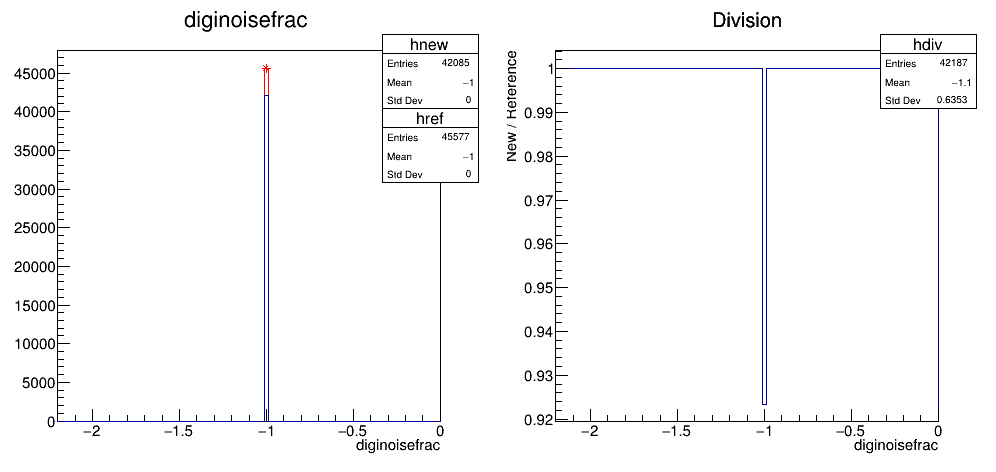 diginoisefrac
hnew
Entries 42085
Mean −1
Std Dev 0
href
Entries 45577
Mean −1
Std Dev 0
45000
40000
35000
30000
25000
20000
15000
10000
5000
0
−2 −1.5 −1 −0.5 0
diginoisefrac
Division
hdiv
Entries 42187
Mean −1.1
Std Dev 0.6353
New / Reference
1
0.99
0.98
0.97
0.96
0.95
0.94
0.93
0.92
−2 −1.5 −1 −0.5 0
diginoisefrac